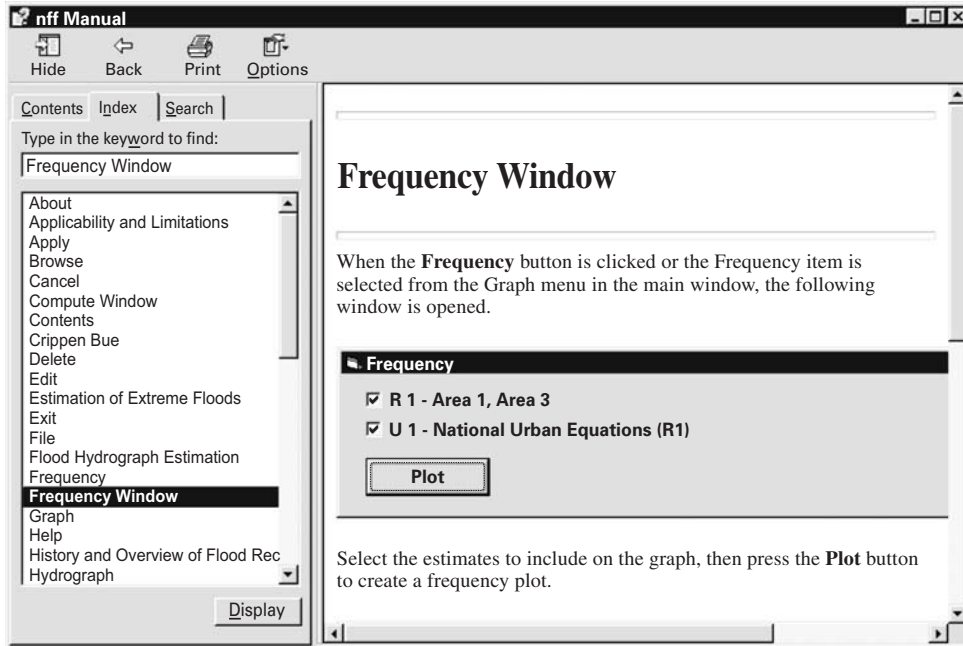 nff Manual
Hide Back Print Options
Contents Index Search
Type in the keyword to find:
Frequency Window
About
Applicability and Limitations
Apply
Browse
Cancel
Compute Window
Contents
Crippen Bue
Delete
Edit
Estimation of Extreme Floods
Exit
File
Flood Hydrograph Estimation
Frequency
Frequency Window
Graph
Help
History and Overview of Flood Rec
Hydrograph
Display
Frequency Window
When the Frequency button is clicked or the Frequency item is
selected from the Graph menu in the main window, the following
window is opened.
Frequency
R 1 - Area 1, Area 3
U 1 - National Urban Equations (R1)
Plot
Select the estimates to include on the graph, then press the Plot button
to create a frequency plot.